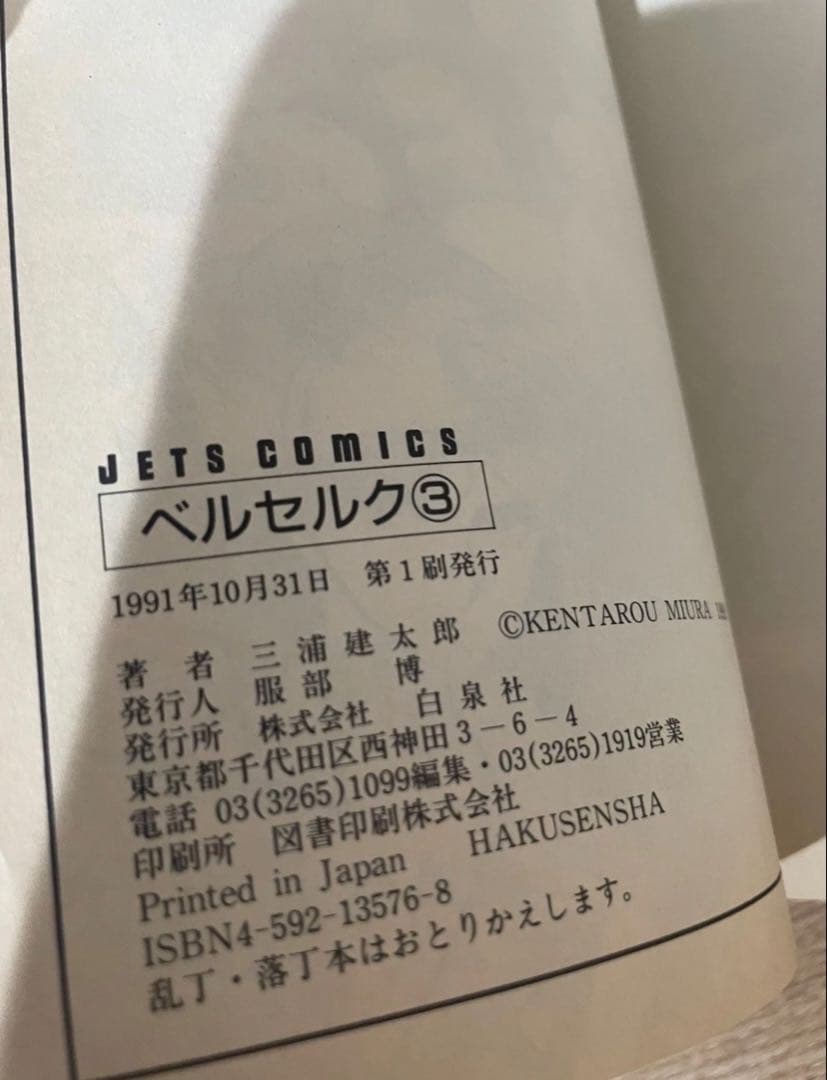 JETS COMICS
ベルセルク③
1991年10月31日 第1刷発行
著者 三浦建太郎 ©KENTAROU MIURA
発行人 服部 博
発行所 株式会社 白泉社
東京都千代田区西神田3-6-4
電話 03(3265)1099編集・03(3265)1919営業
印刷所 図書印刷株式会社
Printed in Japan HAKUSENSHA
ISBN4-592-13576-8
乱丁・落丁本はおとりかえします。